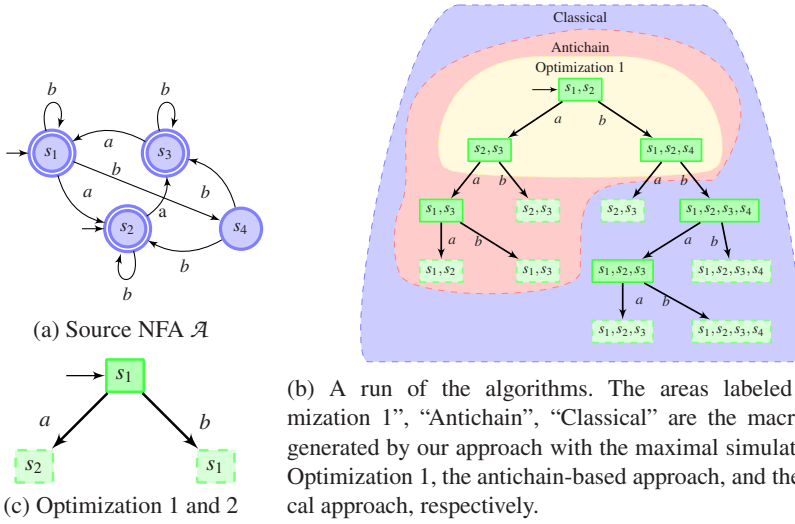 Classical
Antichain
Optimization 1
s1, s2
a b
s2, s3 s1, s2, s4
a b a b
s1, s3 s2, s3 s2, s3 s1, s2, s3, s4
a b a b
s1, s2 s1, s3 s1, s2, s3 s1, s2, s3, s4
a b
s1, s2, s3 s1, s2, s3, s4
b b
s1 a s3
b
a a b
s2 s4
b
b
(a) Source NFA 𝒜
s1
a b
s2 s1
(c) Optimization 1 and 2
(b) A run of the algorithms. The areas labeled
mization 1”, “Antichain”, “Classical” are the macr
generated by our approach with the maximal simulat
Optimization 1, the antichain-based approach, and the
cal approach, respectively.